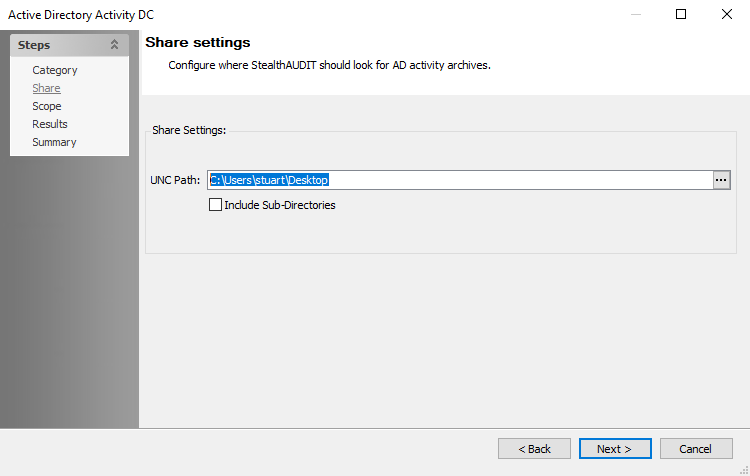 Active Directory Activity DC
Steps
Category
Share
Scope
Results
Summary
Share settings
Configure where StealthAUDIT should look for AD activity archives.
Share Settings:
UNC Path: C:\Users\stuart\Desktop ...
Include Sub-Directories
< Back Next > Cancel